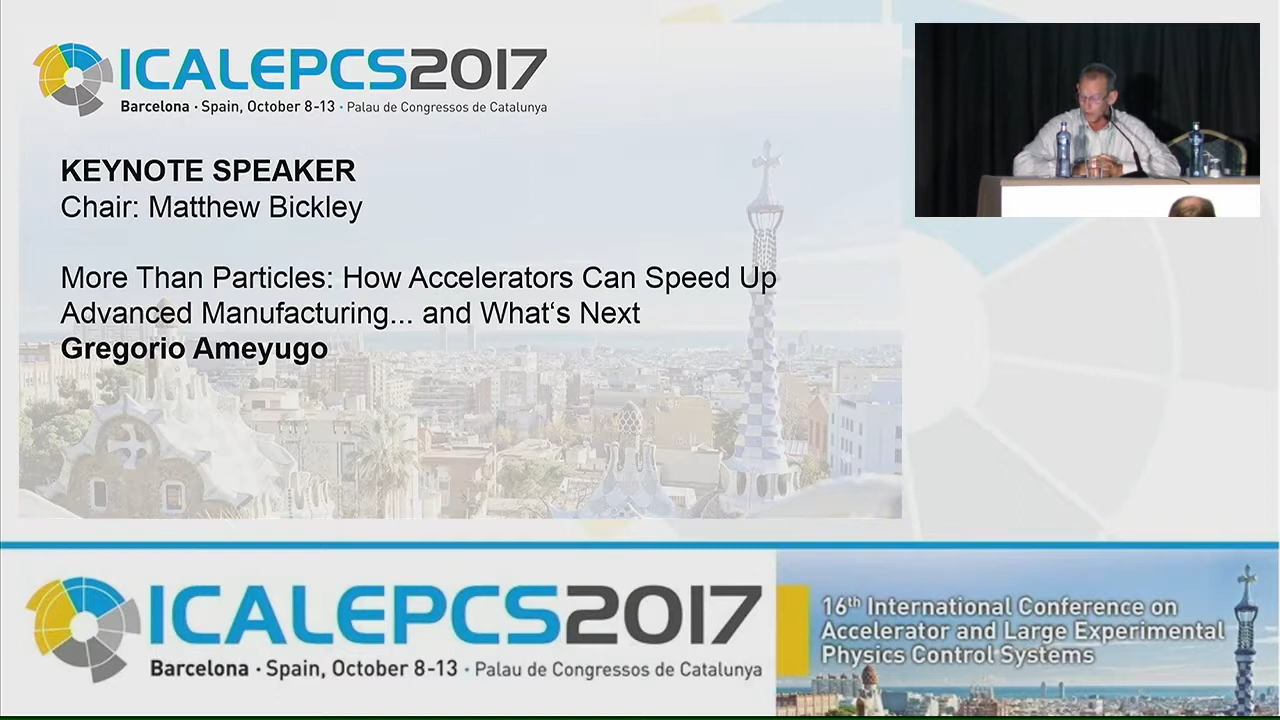 ICALEPCS2017
Barcelona · Spain, October 8-13 · Palau de Congressos de Catalunya
KEYNOTE SPEAKER
Chair: Matthew Bickley
More Than Particles: How Accelerators Can Speed Up
Advanced Manufacturing... and What‘s Next
Gregorio Ameyugo
ICALEPCS2017
Barcelona · Spain, October 8-13 · Palau de Congressos de Catalunya
16th International Conference on
Accelerator and Large Experimental
Physics Control Systems